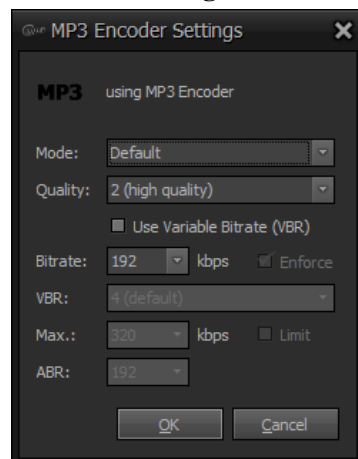 MP3 Encoder Settings
MP3 using MP3 Encoder
Mode: Default
Quality: 2 (high quality)
Use Variable Bitrate (VBR)
Bitrate: 192 kbps Enforce
VBR: 4 (default)
Max.: 320 kbps Limit
ABR: 192
OK Cancel